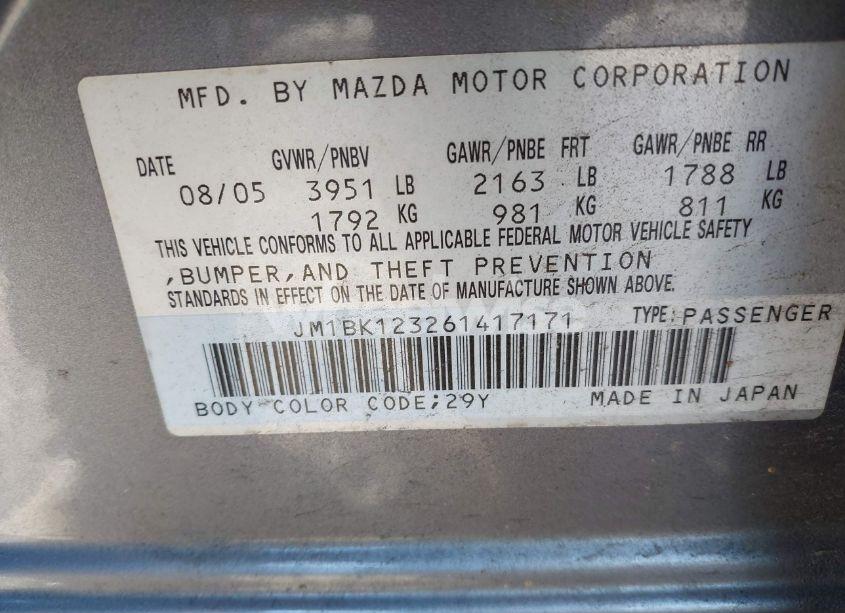 MFD. BY MAZDA MOTOR CORPORATION
DATE GVWR/PNBV GAWR/PNBE FRT GAWR/PNBE RR
08/05 3951 LB 2163 LB 1788 LB
1792 KG 981 KG 811 KG
THIS VEHICLE CONFORMS TO ALL APPLICABLE FEDERAL MOTOR VEHICLE SAFETY
,BUMPER,AND THEFT PREVENTION
STANDARDS IN EFFECT ON THE DATE OF MANUFACTURE SHOWN ABOVE.
JM1BK123261417171 TYPE:PASSENGER
BODY COLOR CODE;29Y MADE IN JAPAN